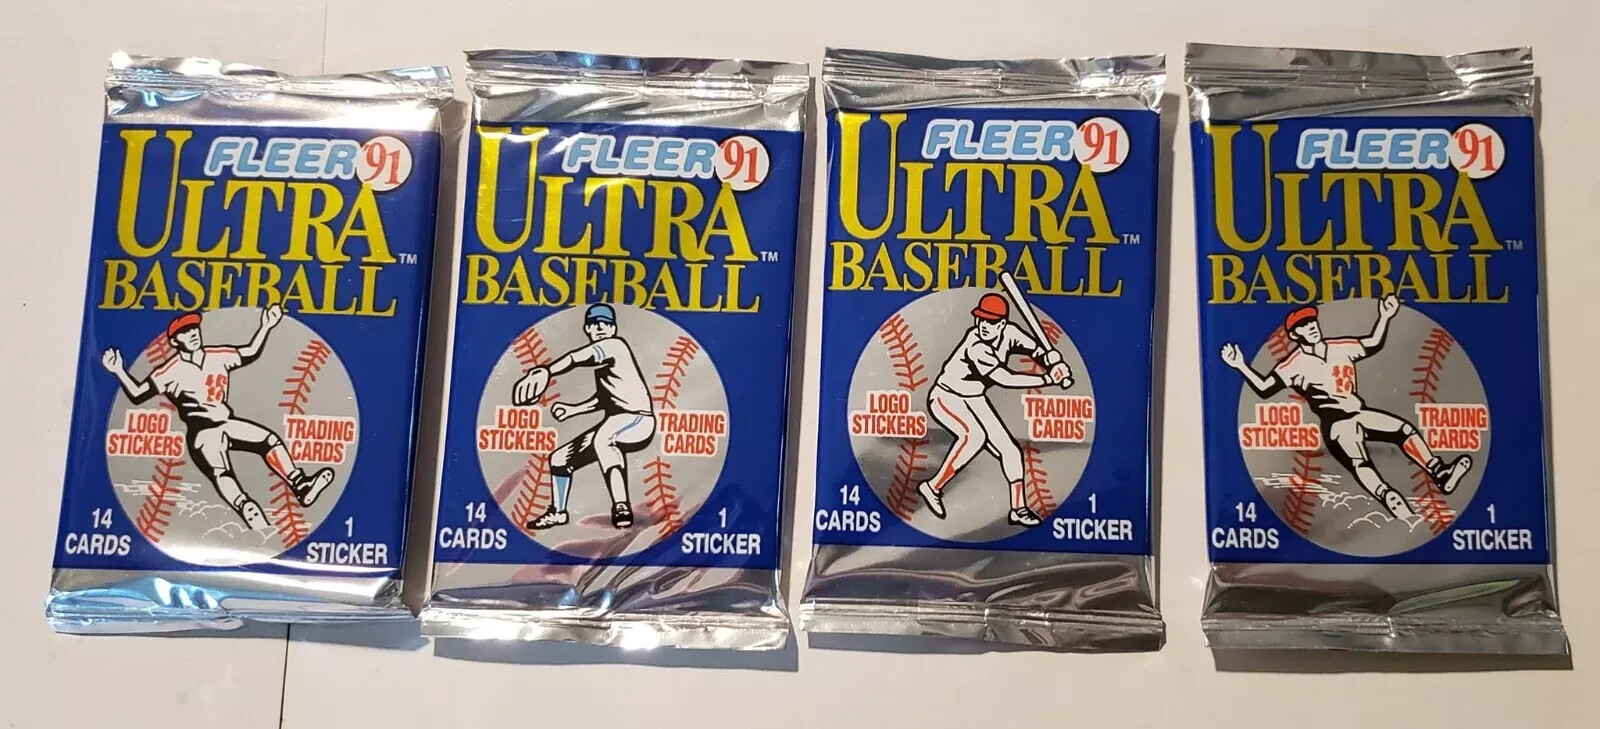 FLEER '91
ULTRA
BASEBALL™
LOGO STICKERS
TRADING CARDS
14 CARDS
1 STICKER
FLEER '91
ULTRA
BASEBALL™
LOGO STICKERS
TRADING CARDS
14 CARDS
1 STICKER
FLEER '91
ULTRA
BASEBALL™
LOGO STICKERS
TRADING CARDS
14 CARDS
1 STICKER
FLEER '91
ULTRA
BASEBALL™
LOGO STICKERS
TRADING CARDS
14 CARDS
1 STICKER